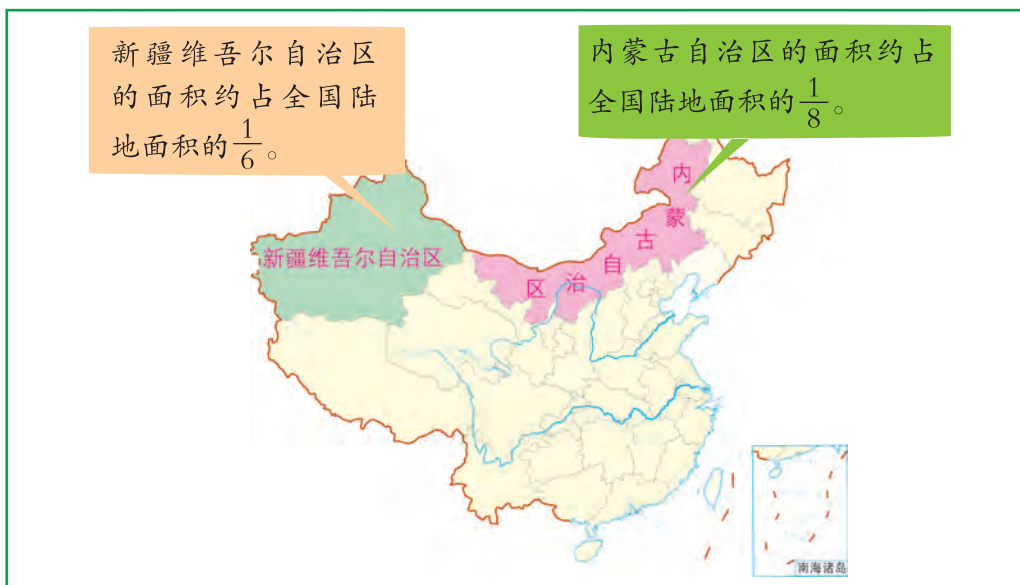 新疆维吾尔自治区
的面积约占全国陆
地面积的1/6。
内蒙古自治区的面积约占
全国陆地面积的1/8。
新疆维吾尔自治区
内蒙古自治区
南海诸岛